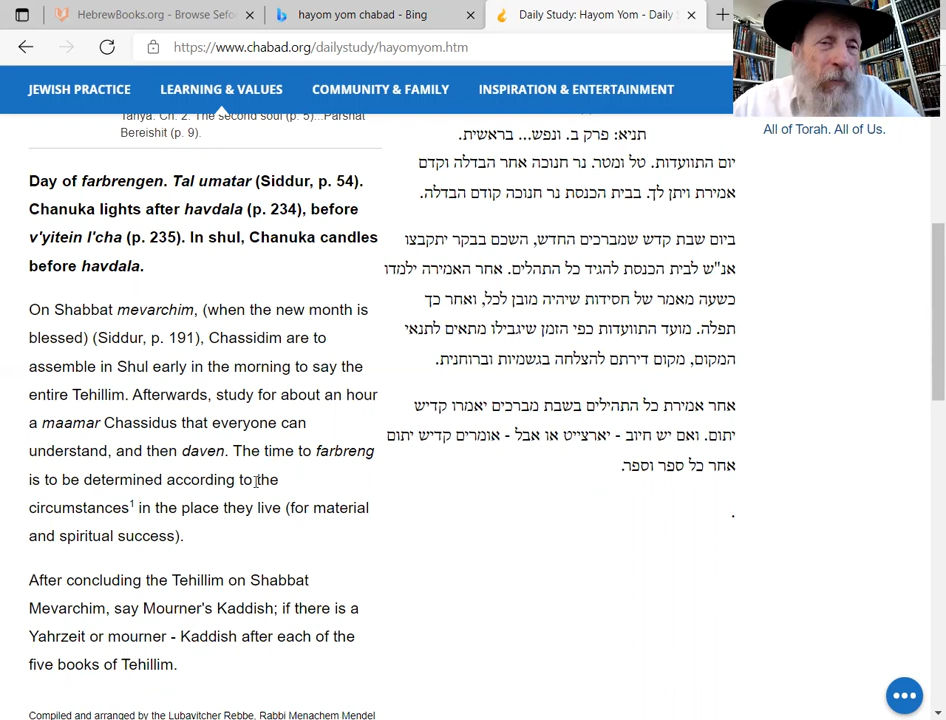 HebrewBooks.org - Browse Sefo
hayom yom chabad - Bing
Daily Study: Hayom Yom - Daily S
https://www.chabad.org/dailystudy/hayomyom.htm
JEWISH PRACTICE LEARNING & VALUES COMMUNITY & FAMILY INSPIRATION & ENTERTAINMENT
All of Torah. All of Us.
Tanya: Ch. 2. The second soul (p. 5)...Parshat
Bereishit (p. 9).
Day of farbrengen. Tal umatar (Siddur, p. 54).
Chanuka lights after havdala (p. 234), before
v'yitein l'cha (p. 235). In shul, Chanuka candles
before havdala.
On Shabbat mevarchim, (when the new month is
blessed) (Siddur, p. 191), Chassidim are to
assemble in Shul early in the morning to say the
entire Tehillim. Afterwards, study for about an hour
a maamar Chassidus that everyone can
understand, and then daven. The time to farbreng
is to be determined according to the
circumstances1 in the place they live (for material
and spiritual success).
After concluding the Tehillim on Shabbat
Mevarchim, say Mourner's Kaddish; if there is a
Yahrzeit or mourner - Kaddish after each of the
five books of Tehillim.
Compiled and arranged by the Lubavitcher Rebbe, Rabbi Menachem Mendel
תניא: פרק ב. ונפש... בראשית.
יום התוועדות. טל ומטר. נר חנוכה אחר הבדלה וקדם
אמירת ויתן לך. בבית הכנסת נר חנוכה קודם הבדלה.
ביום שבת קדש שמברכים החדש, השכם בבקר יתקבצו
אנ"ש לבית הכנסת להגיד כל התהלים. אחר האמירה ילמדו
כשעה מאמר של חסידות שיהיה מובן לכל, ואחר כך
תפלה. מועד התוועדות כפי הזמן שיגבילו מתאים לתנאי
המקום, מקום דירתם להצלחה בגשמיות וברוחנית.
אחר אמירת כל התהילים בשבת מברכים יאמרו קדיש
יתום. ואם יש חיוב - יארצייט או אבל - אומרים קדיש יתום
אחר כל ספר וספר.
.